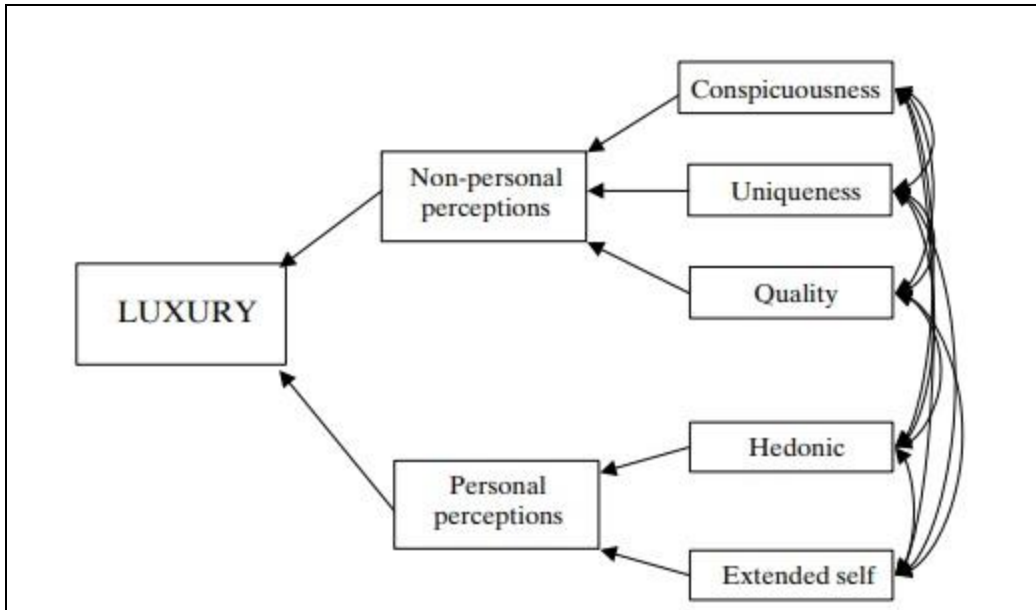 Conspicuousness
Non-personal
perceptions
Uniqueness
Quality
LUXURY
Hedonic
Personal
perceptions
Extended self